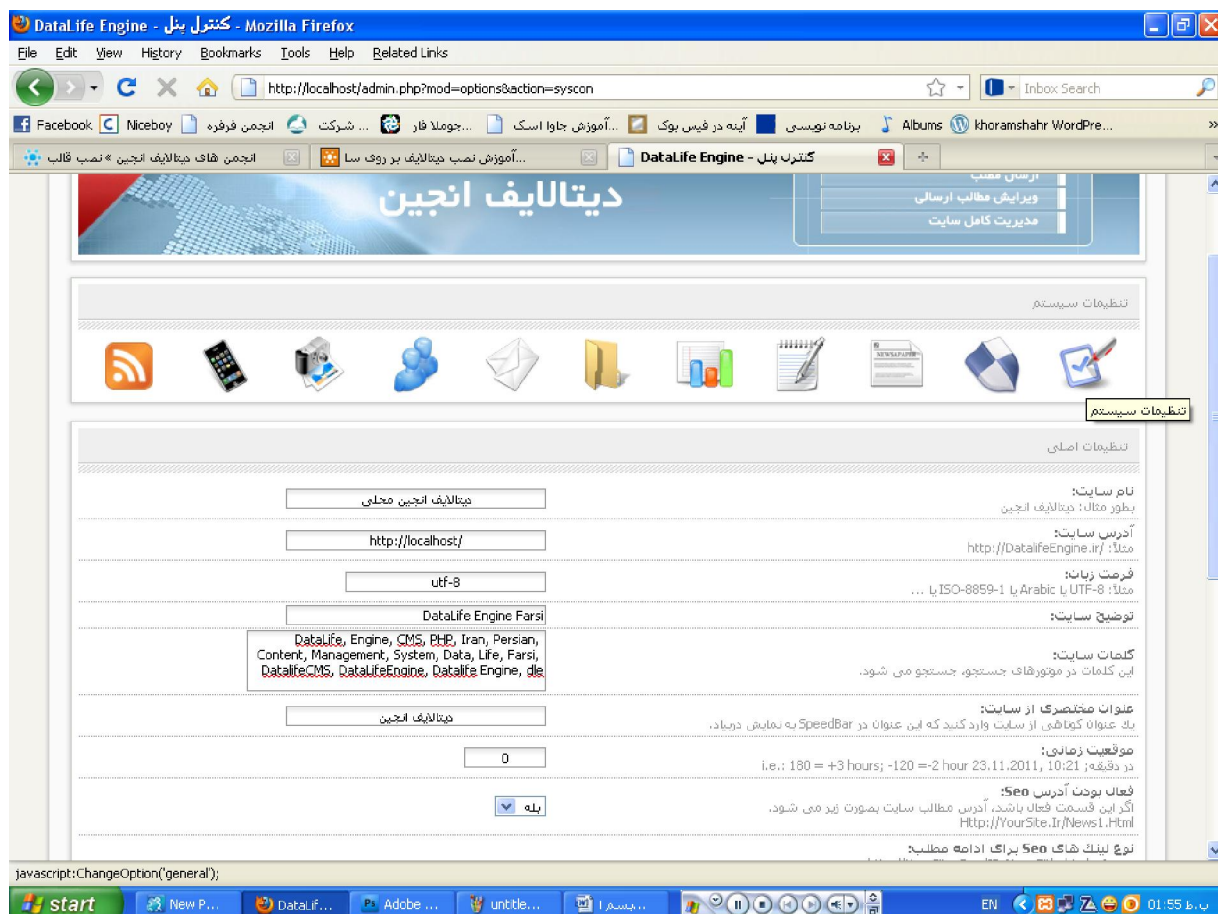 DataLife Engine - كنترل پنل - Mozilla Firefox
File Edit View History Bookmarks Tools Help Related Links
http://localhost/admin.php?mod=options&action=syscon
Inbox Search
Facebook Niceboy انجمن فرفره شرکت ... جوملا فار... آموزش جاوا اسک... آینه در فیس بوک برنامه نویسی Albums khoramshahr WordPre... »
انجمن های دیتالایف انجین » نصب قالب
آموزش نصب دیتالایف بر روی سا...
DataLife Engine - كنترل پنل
ارسال مطلب
ویرایش مطالب ارسالی
مدیریت کامل سایت
دیتالایف انجین
تنظیمات سیستم
NEWSPAPER
تنظیمات سیستم
تنظیمات اصلی
نام سایت:
بطور مثال: دیتالایف انجین
دیتالایف انجین محلی
آدرس سایت:
مثلاً: http://DatalifeEngine.ir/
http://localhost/
فرمت زبان:
مثلاً: UTF-8 یا Arabic یا ISO-8859-1 یا ...
utf-8
توضیح سایت:
DataLife Engine Farsi
کلمات سایت:
این کلمات در موتورهای جستجو، جستجو می شود.
DataLife, Engine, CMS, PHP, Iran, Persian,
Content, Management, System, Data, Life, Farsi,
DatalifeCMS, DataLifeEngine, Datalife Engine, dle
عنوان مختصری از سایت:
یك عنوان کوتاهی از سایت وارد کنید که این عنوان در SpeedBar به نمایش دربیاد.
دیتالایف انجین
موقعیت زمانی:
در دقیقه; i.e.: 180 = +3 hours; -120 =-2 hour 23.11.2011, 10:21
0
فعال بودن آدرس Seo:
اگر این قسمت فعال باشد، آدرس مطالب سایت بصورت زیر می شود.
Http://YourSite.Ir/News1.Html
بله
نوع لینك های Seo برای ادامه مطلب:
javascript:ChangeOption('general');
start New P... DataLif... Adobe ... untitle... EN 01:55 ب.ظ